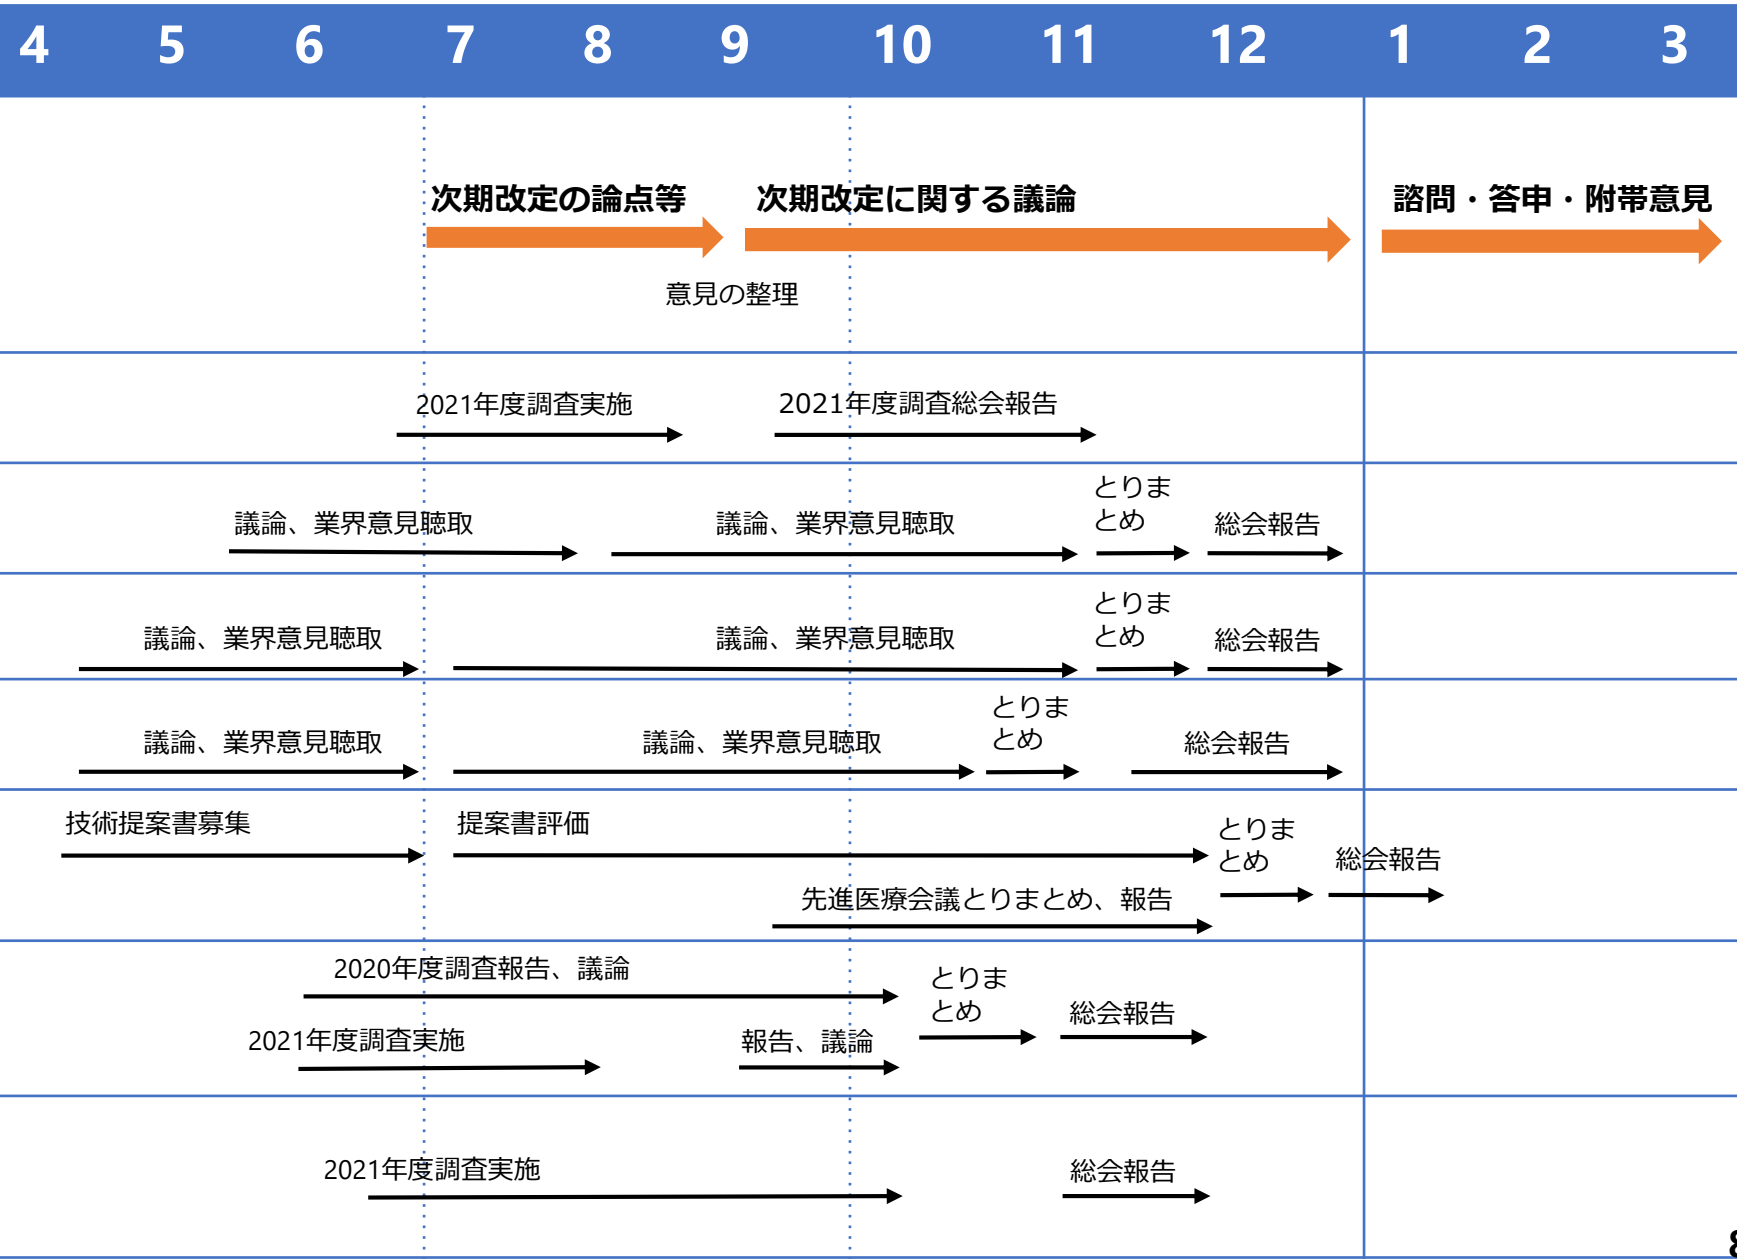 4 5 6 7 8 9 10 11 12 1 2 3
次期改定の論点等
次期改定に関する議論
諮問・答申・附帯意見
意見の整理
2021年度調査実施
2021年度調査総会報告
議論、業界意見聴取
議論、業界意見聴取
とりま
とめ
総会報告
議論、業界意見聴取
議論、業界意見聴取
とりま
とめ
総会報告
議論、業界意見聴取
議論、業界意見聴取
とりま
とめ
総会報告
技術提案書募集
提案書評価
とりま
とめ
総会報告
先進医療会議とりまとめ、報告
2020年度調査報告、議論
とりま
とめ
総会報告
2021年度調査実施
報告、議論
2021年度調査実施
総会報告